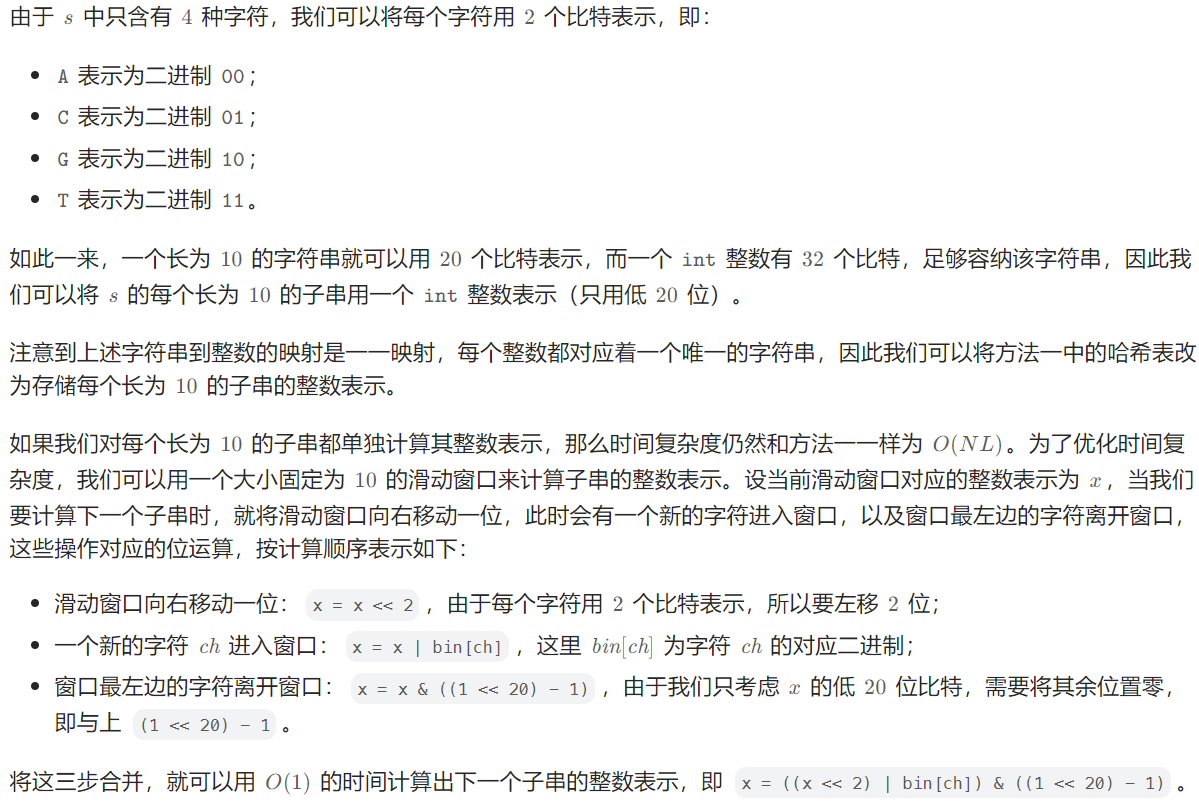 由于 s 中只含有 4 种字符，我们可以将每个字符用 2 个比特表示，即：
• A 表示为二进制 00；
• C 表示为二进制 01；
• G 表示为二进制 10；
• T 表示为二进制 11。
如此一来，一个长为 10 的字符串就可以用 20 个比特表示，而一个 int 整数有 32 个比特，足够容纳该字符串，因此我
们可以将 s 的每个长为 10 的子串用一个 int 整数表示（只用低 20 位）。
注意到上述字符串到整数的映射是一一映射，每个整数都对应着一个唯一的字符串，因此我们可以将方法一中的哈希表改
为存储每个长为 10 的子串的整数表示。
如果我们对每个长为 10 的子串都单独计算其整数表示，那么时间复杂度仍然和方法一一样为 O(NL)。为了优化时间复
杂度，我们可以用一个大小固定为 10 的滑动窗口来计算子串的整数表示。设当前滑动窗口对应的整数表示为 x，当我们
要计算下一个子串时，就将滑动窗口向右移动一位，此时会有一个新的字符进入窗口，以及窗口最左边的字符离开窗口，
这些操作对应的位运算，按计算顺序表示如下：
• 滑动窗口向右移动一位： x = x << 2 ，由于每个字符用 2 个比特表示，所以要左移 2 位；
• 一个新的字符 ch 进入窗口： x = x | bin[ch] ，这里 bin[ch] 为字符 ch 的对应二进制；
• 窗口最左边的字符离开窗口： x = x & ((1 << 20) - 1) ，由于我们只考虑 x 的低 20 位比特，需要将其余位置零，
即与上 (1 << 20) - 1 。
将这三步合并，就可以用 O(1) 的时间计算出下一个子串的整数表示，即 x = ((x << 2) | bin[ch]) & ((1 << 20) - 1) 。